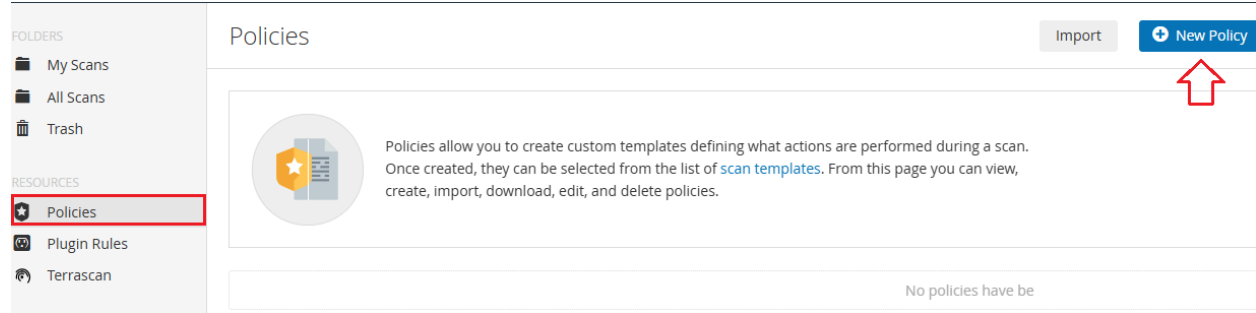 FOLDERS
My Scans
All Scans
Trash
RESOURCES
Policies
Plugin Rules
Terrascan
Policies
Import
New Policy
Policies allow you to create custom templates defining what actions are performed during a scan.
Once created, they can be selected from the list of scan templates. From this page you can view,
create, import, download, edit, and delete policies.
No policies have be